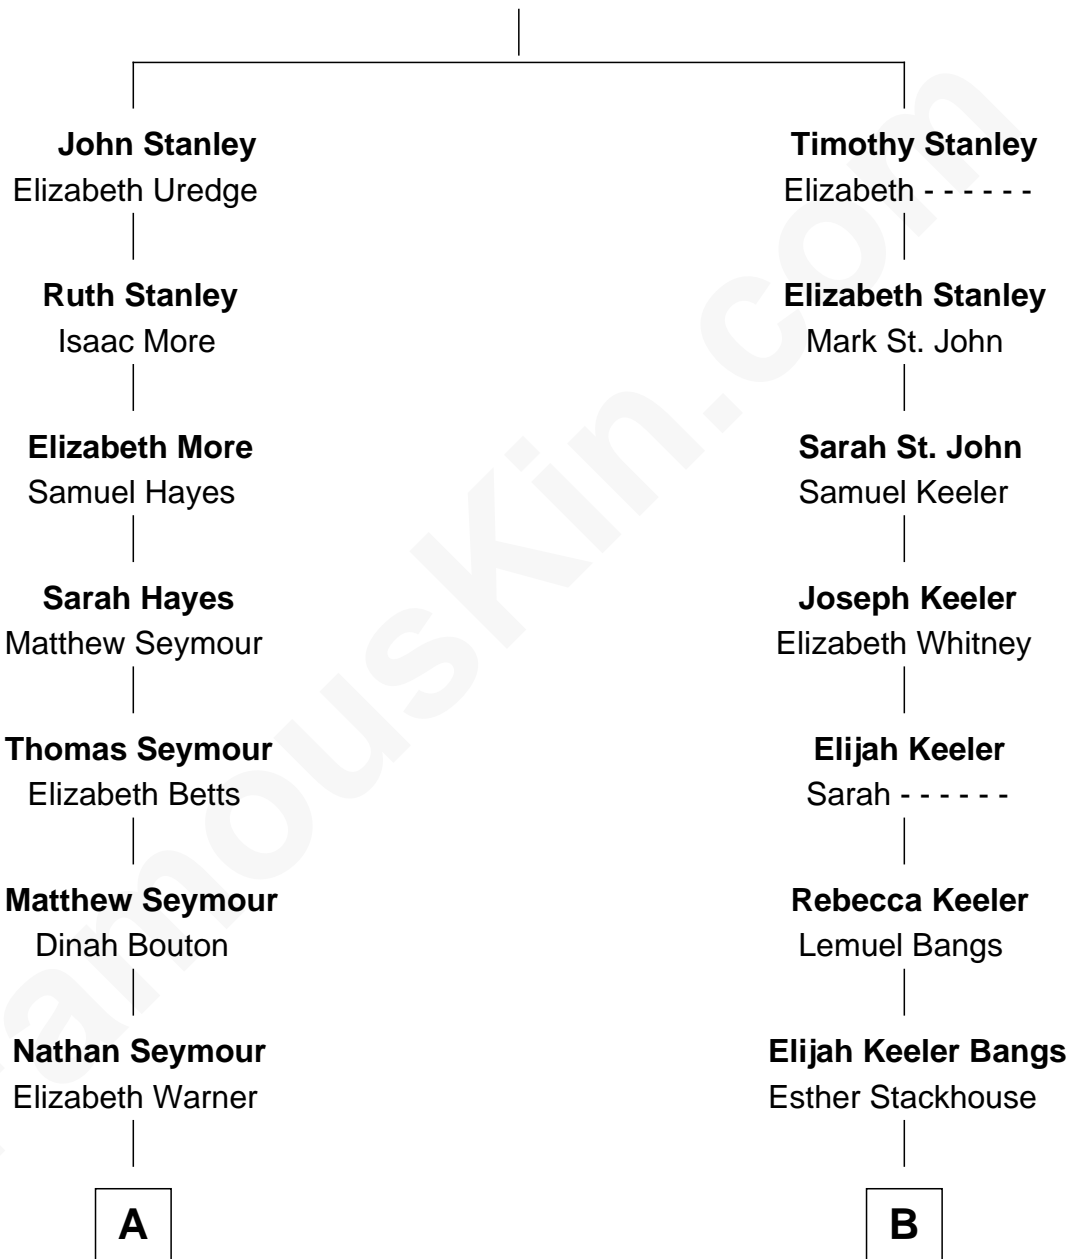 John Stanley
Elizabeth Uredge
Ruth Stanley
Isaac More
Elizabeth More
Samuel Hayes
Sarah Hayes
Matthew Seymour
Thomas Seymour
Elizabeth Betts
Matthew Seymour
Dinah Bouton
Nathan Seymour
Elizabeth Warner
A
Timothy Stanley
Elizabeth - - - - - -
Elizabeth Stanley
Mark St. John
Sarah St. John
Samuel Keeler
Joseph Keeler
Elizabeth Whitney
Elijah Keeler
Sarah - - - - - -
Rebecca Keeler
Lemuel Bangs
Elijah Keeler Bangs
Esther Stackhouse
B
FamousKin.com